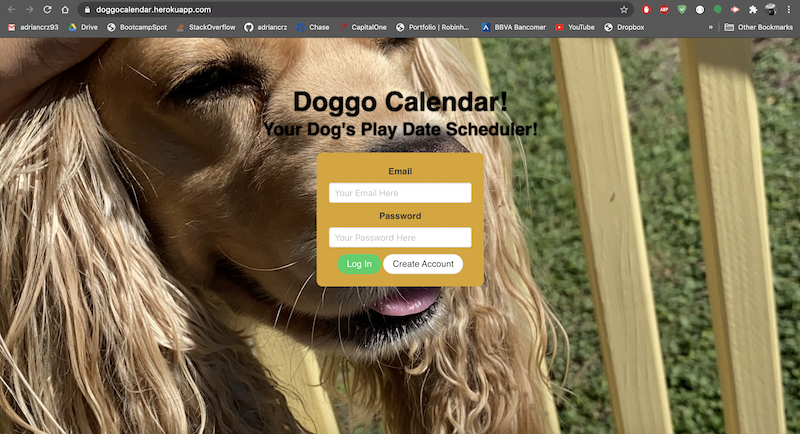 doggocalendar.herokuapp.com
adriancrz93 Drive BootcampSpot StackOverflow adriancrz Chase CapitalOne Portfolio | Robinh... BBVA Bancomer YouTube Dropbox » Other Bookmarks
Doggo Calendar!
Your Dog's Play Date Scheduler!
Email
Your Email Here
Password
Your Password Here
Log In Create Account